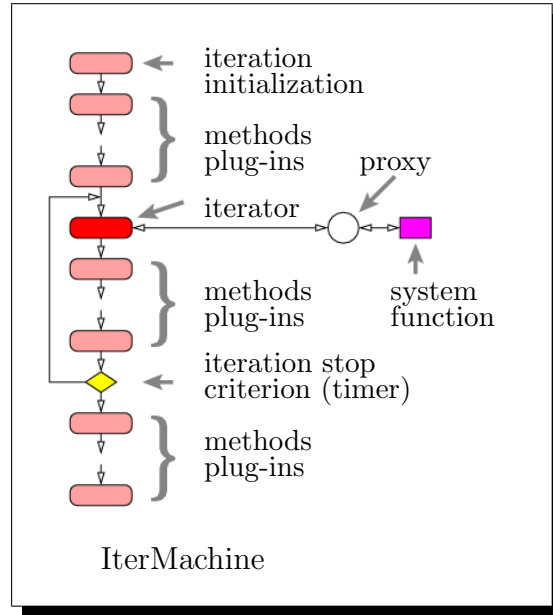 iteration
initialization
methods
plug-ins
proxy
iterator
methods
plug-ins
system
function
iteration stop
criterion (timer)
methods
plug-ins
IterMachine